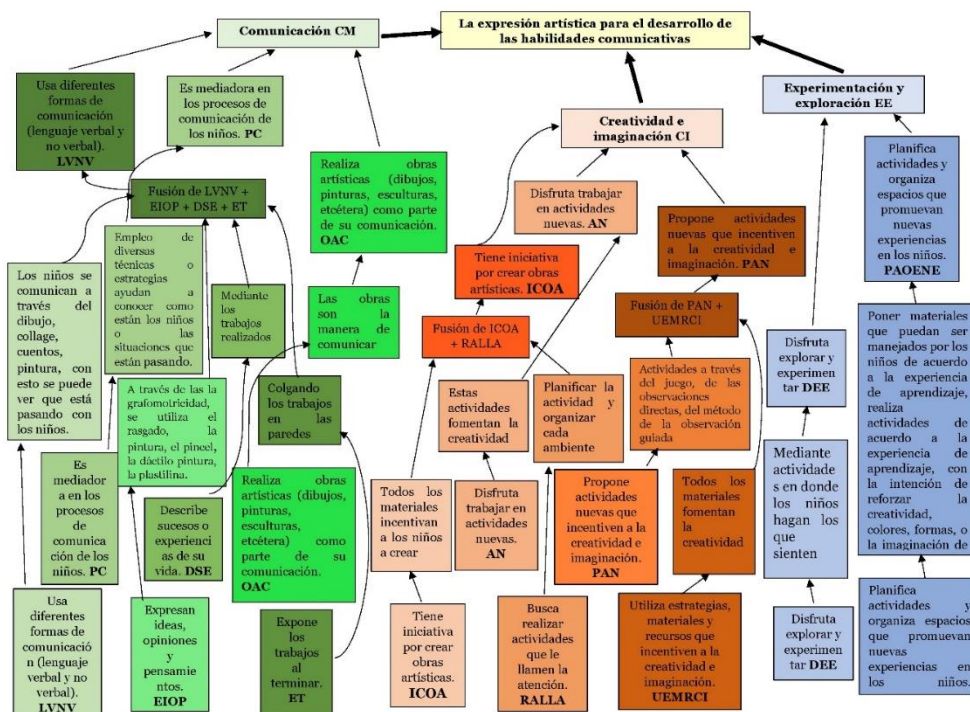 La expresión artística para el desarrollo de
las habilidades comunicativas
Comunicación CM
Creatividad e
imaginación CI
Experimentación y
exploración EE
Usa diferentes
formas de
comunicación
(lenguaje verbal y
no verbal).
LVNV
Es mediadora en
los procesos de
comunicación de
los niños. PC
Fusión de LVNV +
EIOP + DSE + ET
Realiza obras
artísticas (dibujos,
pinturas, esculturas,
etcétera) como parte
de su comunicación.
OAC
Disfruta trabajar
en actividades
nuevas. AN
Tiene iniciativa
por crear obras
artísticas. ICOA
Propone actividades
nuevas que incentiven
a la creatividad e
imaginación. PAN
Planifica
actividades y
organiza
espacios que
promuevan
nuevas
experiencias
en los niños.
PAOENE
Los niños se
comunican a
través del
dibujo,
collage,
cuentos,
pintura,
con esto se puede
ver que está
pasando con
los niños.
Empleo de
diversas
técnicas o
estrategias
ayudan a
conocer como
están los niños
o las
situaciones que
están pasando.
Mediante
los
trabajos
realizados
Las obras
son la
manera de
comunicar
Fusión de ICOA
+ RALLA
Fusión de PAN +
UEMRCI
Disfruta
explorar y
experimen
tar DEE
Poner materiales
que puedan ser
manejados por los
niños de acuerdo
a la experiencia
de aprendizaje,
realiza
actividades de
acuerdo a la
experiencia de
aprendizaje, con
la intención de
reforzar la
creatividad,
colores, formas, o
la imaginación de
A través de las la
grafomotricidad,
se utiliza el
rasgado, la
pintura, el pincel,
la dáctilo pintura,
la plastilina.
Colgando
los trabajos
en las
paredes
Estas
actividades
fomentan la
creatividad
Planificar la
actividad y
organizar
cada
ambiente
Actividades a través
del juego, de las
observaciones
directas, del método
de la observación
guiada
Es
mediador
a en los
procesos de
comunica
ción de los
niños. PC
Describe
sucesos o
experienci
as de su
vida. DSE
Realiza obras
artísticas (dibujos,
pinturas,
esculturas,
etcétera) como
parte de su
comunicación.
OAC
Todos los
materiales
incentivan
a los niños
a crear
Disfruta
trabajar en
actividades
nuevas.
AN
Propone
actividades
nuevas que
incentiven a la
creatividad e
imaginación.
PAN
Todos los
materiales
fomentan la
creatividad
Mediante
actividade
s en donde
los niños
hagan los
que
sienten
Usa
diferentes
formas de
comunicació
n (lenguaje
verbal y no
verbal).
LVNV
Expresan
ideas,
opiniones
y
pensamie
ntos.
EIOP
Expone
los
trabajos
al
terminar.
ET
Tiene
iniciativa
por crear
obras
artísticas.
ICOA
Busca
realizar
actividades
que le
llamen la
atención.
RALLA
Utiliza estrategias,
materiales y
recursos que
incentiven a la
creatividad e
imaginación.
UEMRCI
Disfruta
explorar y
experimen
tar DEE
Planifica
actividades y
organiza espacios
que promuevan
nuevas
experiencias en
los niños.